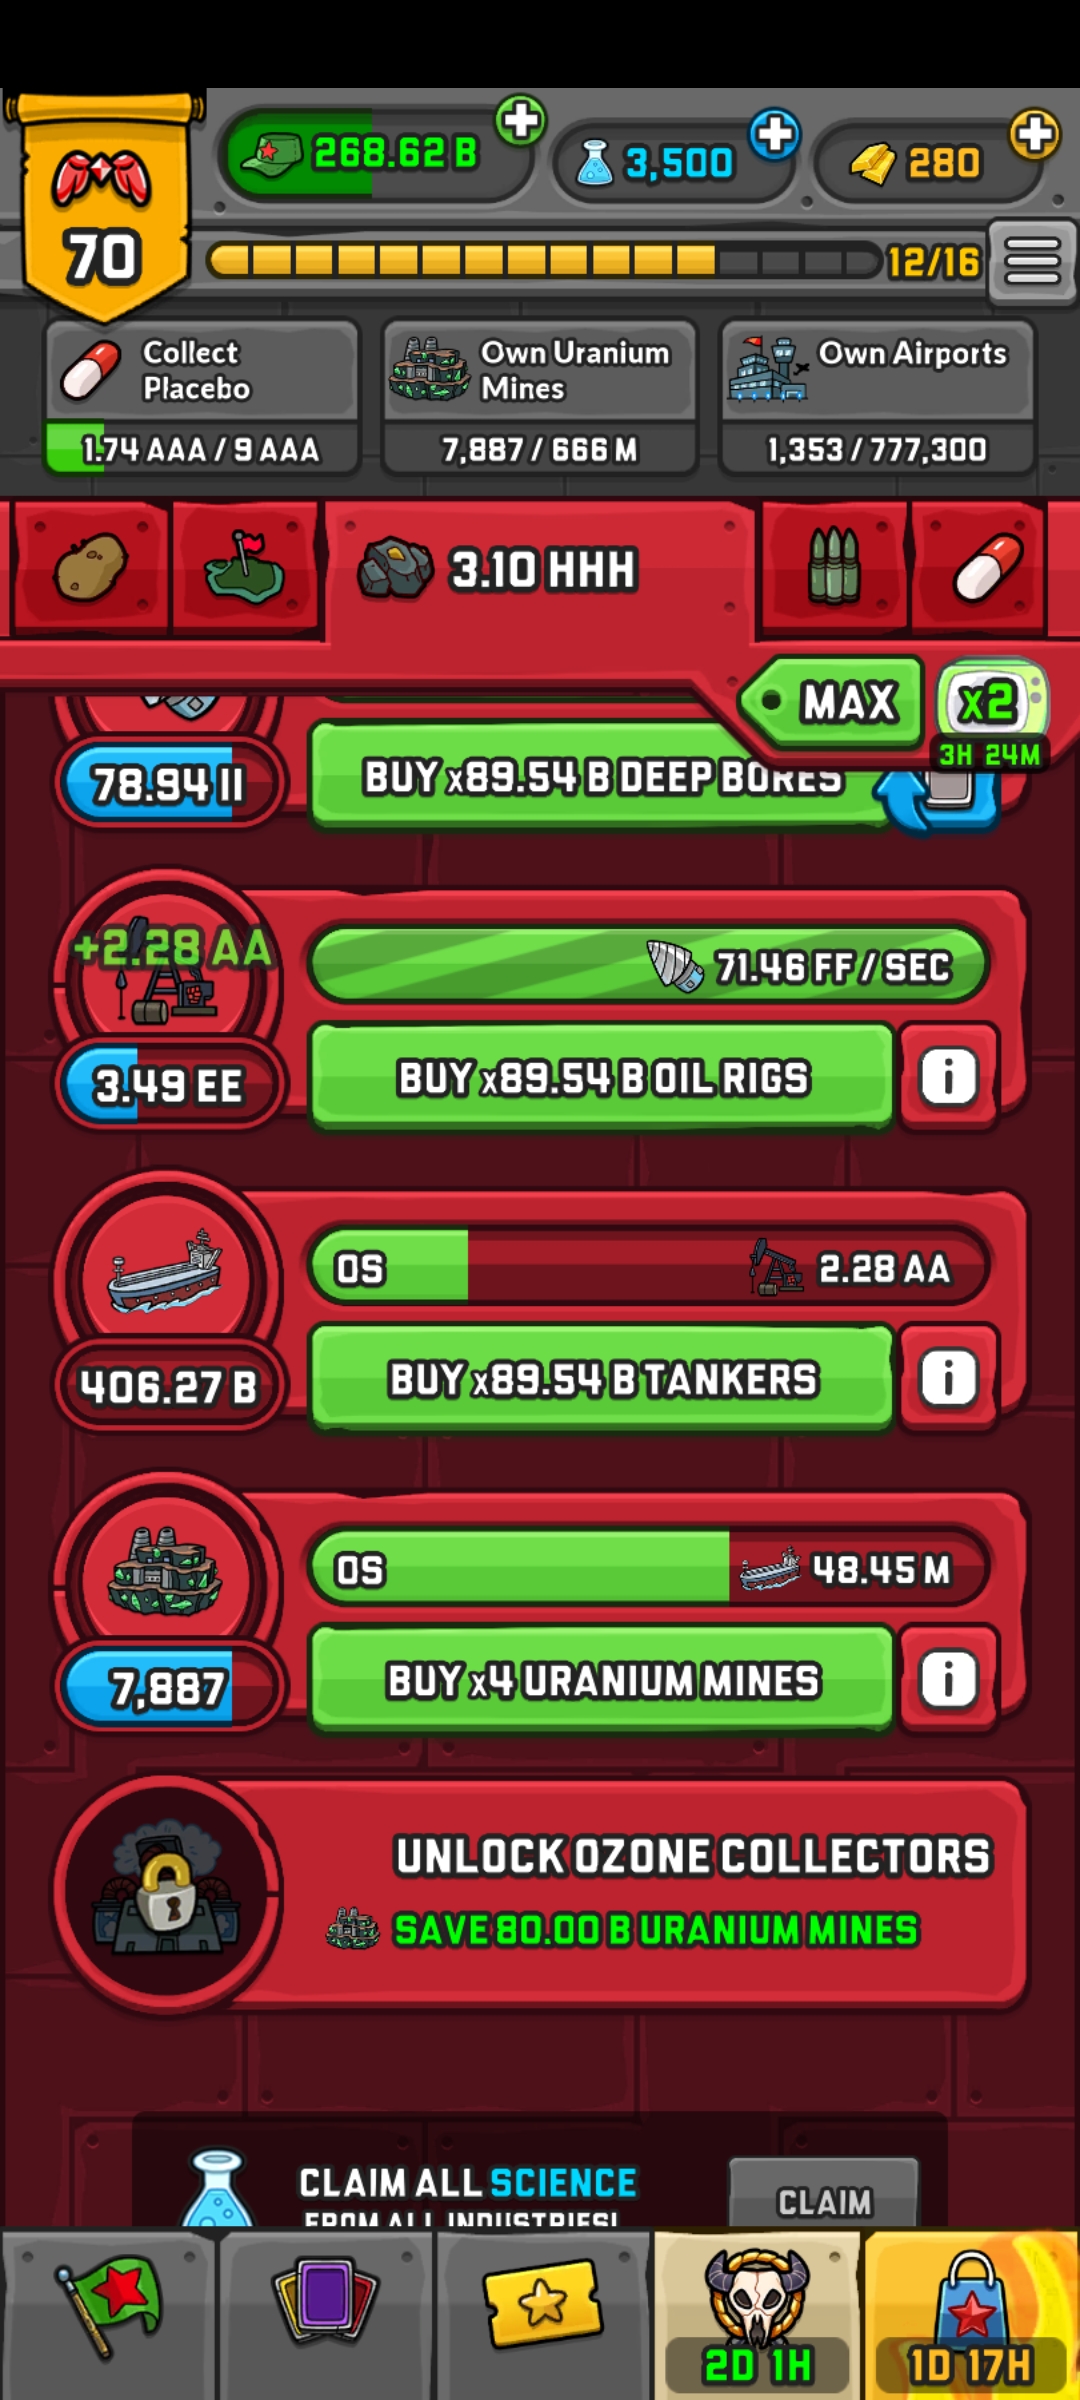 268.62 B
3,500
280
70
12/16
Collect
Placebo
1.74 AAA / 9 AAA
Own Uranium
Mines
7,887 / 666 M
Own Airports
1,353 / 777,300
3.10 HHH
MAX
x2
3H 24M
78.94 II
BUY x89.54 B DEEP BORES
+2.28 AA
71.46 FF / SEC
3.49 EE
BUY x89.54 B OIL RIGS
i
0S
2.28 AA
406.27 B
BUY x89.54 B TANKERS
i
0S
48.45 M
7,887
BUY x4 URANIUM MINES
i
UNLOCK OZONE COLLECTORS
SAVE 80.00 B URANIUM MINES
CLAIM ALL SCIENCE
FROM ALL INDUSTRIES!
CLAIM
2D 1H
1D 17H